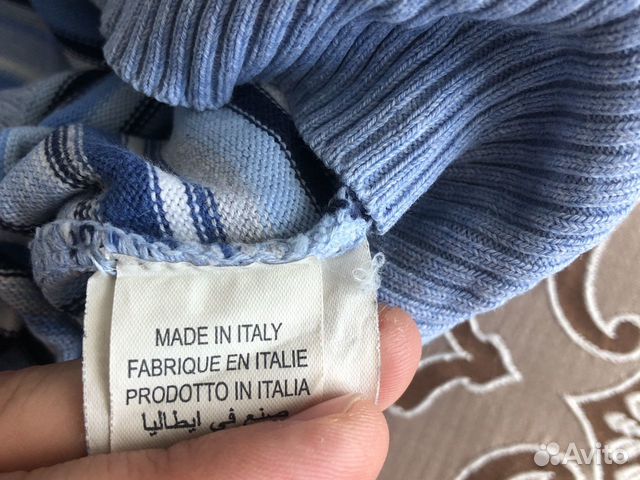 MADE IN ITALY
FABRIQUE EN ITALIE
PRODOTTO IN ITALIA
صنع في ايطاليا
Avito